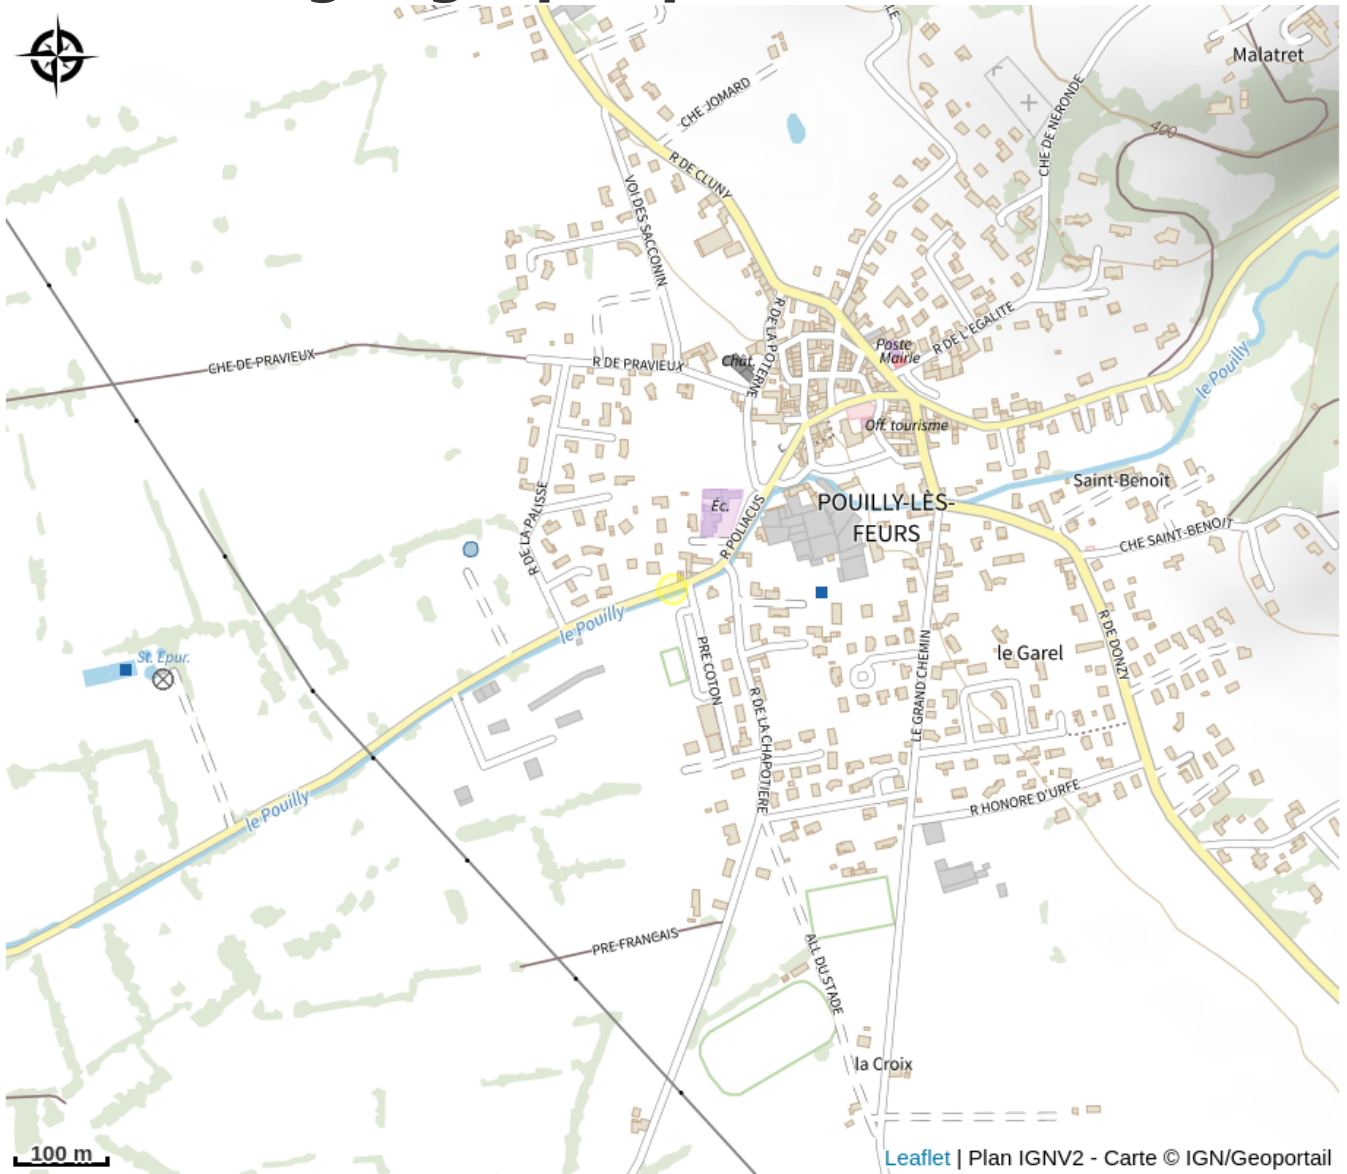 LE
Malatret
CHE JOMARD
CHE DE NERONDE
400
R DE CLUNY
VOI DES SACCONIN
R DE LA POTERNE
R DE L'EGALITE
Poste
Mairie
CHE DE PRAVIEUX
R DE PRAVIEUX
Chât.
le Pouilly
Off. tourisme
Saint-Benoît
R DE LA PALISSE
Éc.
R POLIACUS
POUILLY-LÈS-
FEURS
CHE SAINT-BENOIT
le Pouilly
R DE DONZY
St. Epur.
PRE COTON
le Garel
LE GRAND CHEMIN
R DE LA CHAPOTIERE
le Pouilly
R HONORE D'URFE
PRE FRANCAIS
ALL DU STADE
la Croix
100 m
Leaflet | Plan IGNV2 - Carte © IGN/Geoportail